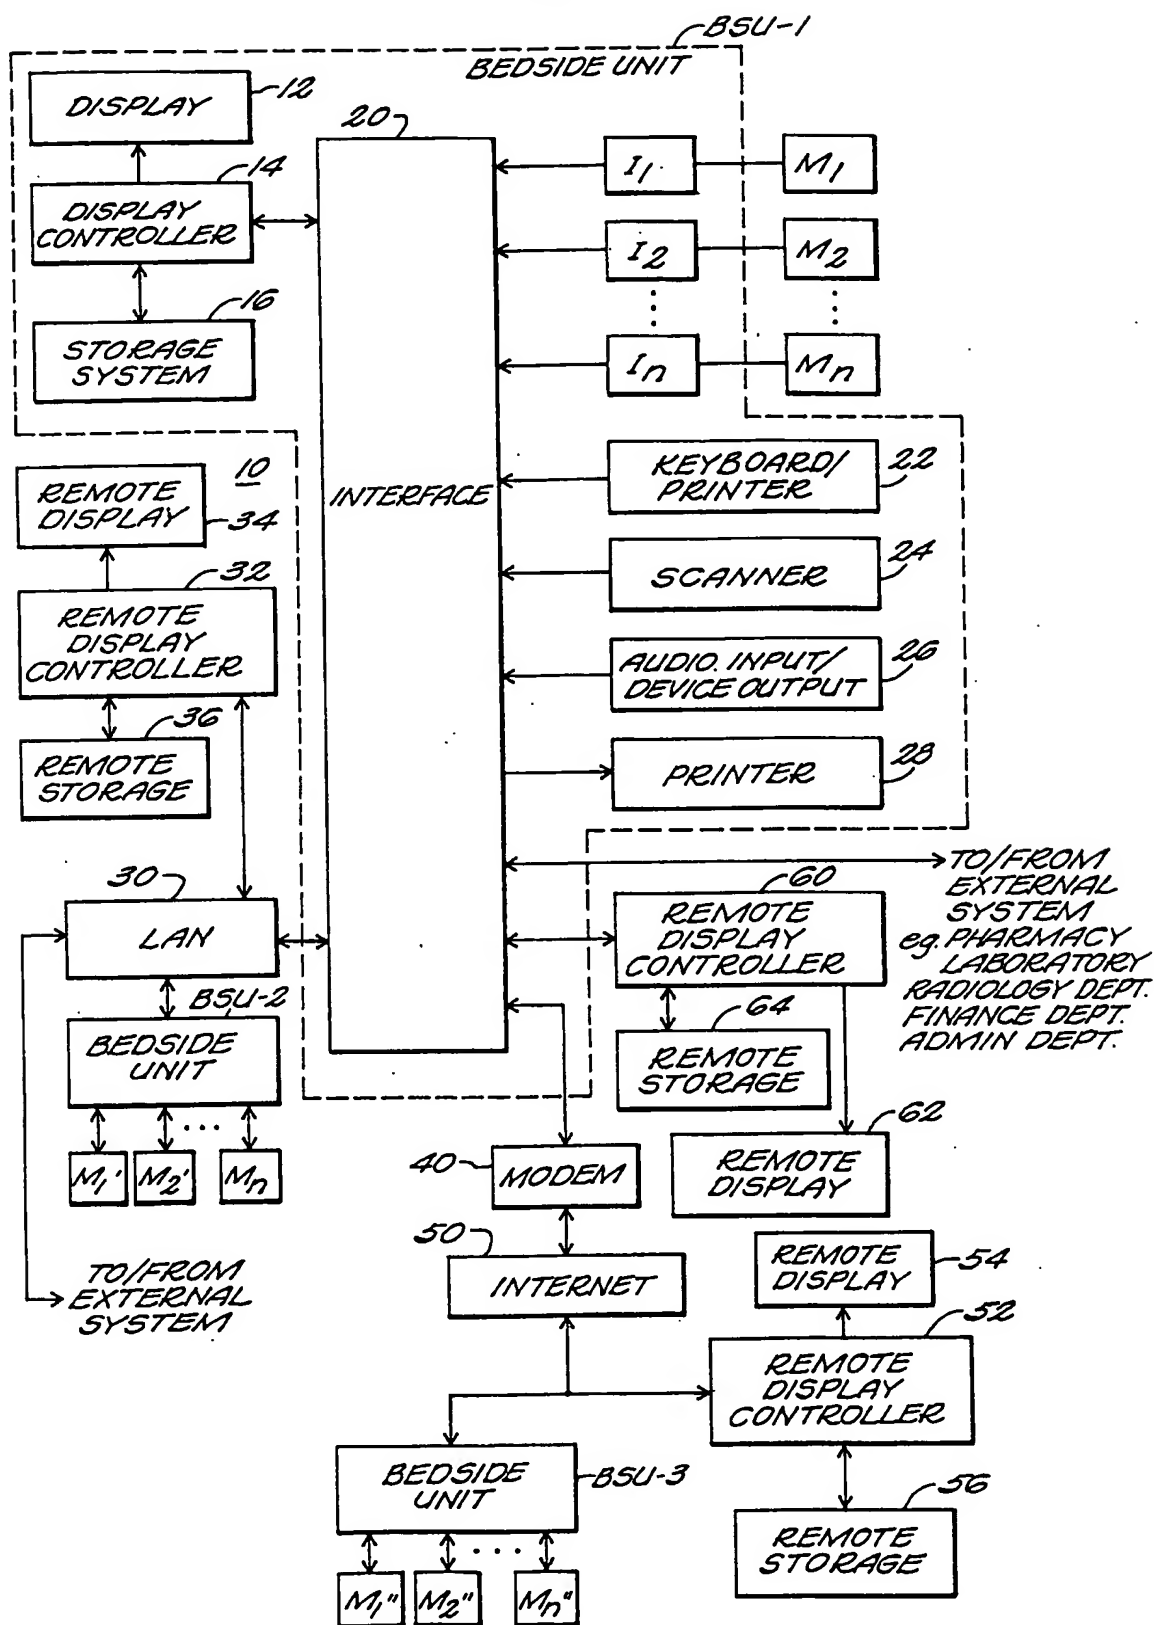 BSU-1
BEDSIDE UNIT
DISPLAY
12
20
14
DISPLAY
CONTROLLER
16
STORAGE
SYSTEM
I1
M1
I2
M2
In
Mn
INTERFACE
KEYBOARD/
PRINTER
22
SCANNER
24
AUDIO. INPUT/
DEVICE OUTPUT
26
PRINTER
28
REMOTE
DISPLAY
10
34
32
REMOTE
DISPLAY
CONTROLLER
36
REMOTE
STORAGE
30
LAN
BSU-2
BEDSIDE
UNIT
M1'
M2'
Mn
TO/FROM
EXTERNAL
SYSTEM
TO/FROM
EXTERNAL
SYSTEM
eg. PHARMACY
LABORATORY
RADIOLOGY DEPT.
FINANCE DEPT.
ADMIN DEPT.
60
REMOTE
DISPLAY
CONTROLLER
64
REMOTE
STORAGE
62
REMOTE
DISPLAY
40
MODEM
50
INTERNET
REMOTE
DISPLAY
54
52
REMOTE
DISPLAY
CONTROLLER
56
REMOTE
STORAGE
BEDSIDE
UNIT
BSU-3
M1"
M2"
Mn"